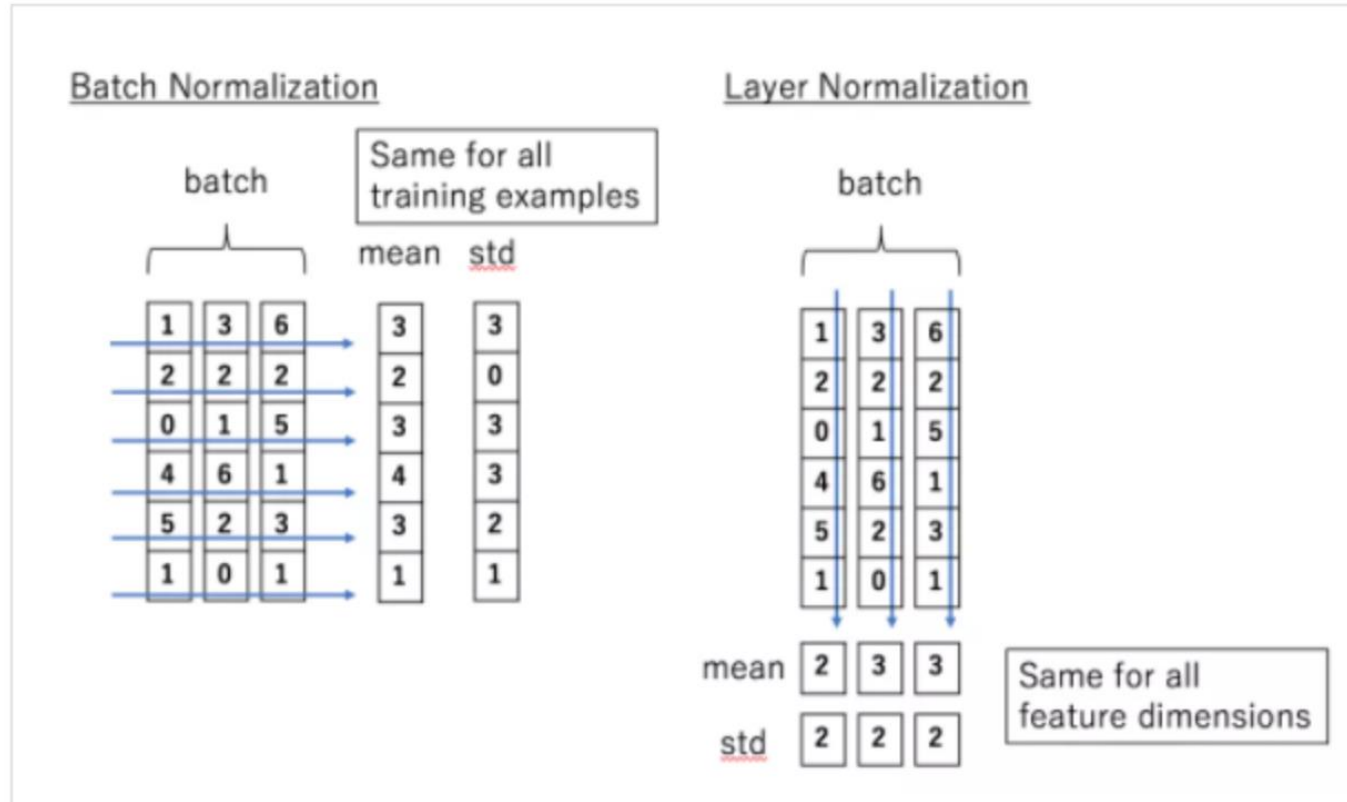 Batch Normalization
batch
Same for all
training examples
mean std
1 3 6 3 3
2 2 2 2 0
0 1 5 3 3
4 6 1 4 3
5 2 3 3 2
1 0 1 1 1
Layer Normalization
batch
1 3 6
2 2 2
0 1 5
4 6 1
5 2 3
1 0 1
mean 2 3 3
std 2 2 2
Same for all
feature dimensions